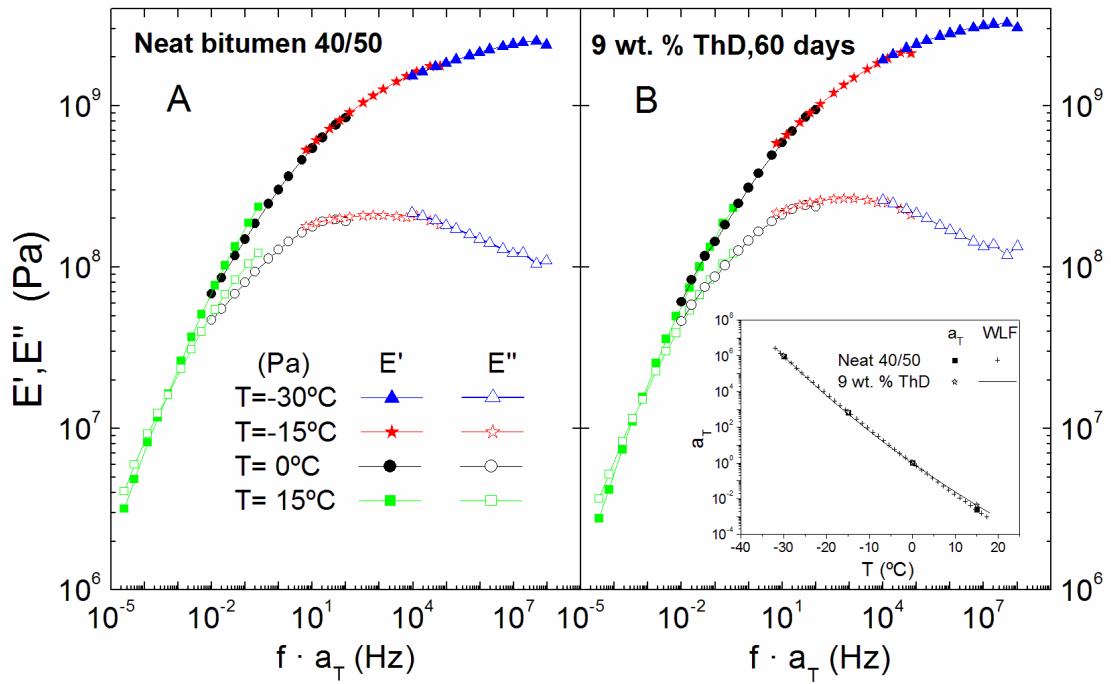 Neat bitumen 40/50
9 wt. % ThD,60 days
A
B
E',E'' (Pa)
10⁹
10⁸
10⁷
10⁶
10⁹
10⁸
10⁷
10⁶
(Pa) E' E''
T=-30ºC
T=-15ºC
T= 0ºC
T= 15ºC
a_T WLF
Neat 40/50
9 wt. % ThD
a_T
10⁸
10⁶
10⁴
10²
10⁰
10⁻²
10⁻⁴
-40 -30 -20 -10 0 10 20
T (ºC)
10⁻⁵ 10⁻² 10¹ 10⁴ 10⁷
10⁻⁵ 10⁻² 10¹ 10⁴ 10⁷
f · a_T (Hz)
f · a_T (Hz)